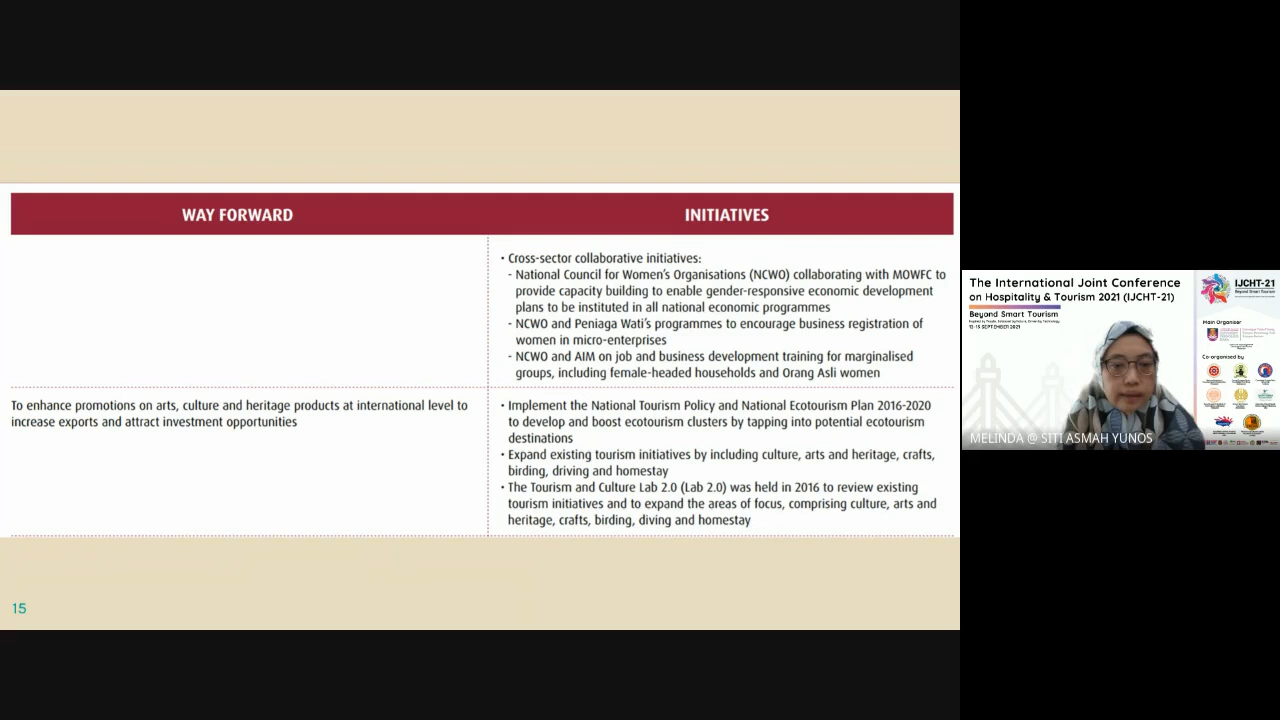 WAY FORWARD
INITIATIVES
• Cross-sector collaborative initiatives:
- National Council for Women's Organisations (NCWO) collaborating with MOWFC to
provide capacity building to enable gender-responsive economic development
plans to be instituted in all national economic programmes
- NCWO and Peniaga Wati's programmes to encourage business registration of
women in micro-enterprises
- NCWO and AIM on job and business development training for marginalised
groups, including female-headed households and Orang Asli women
To enhance promotions on arts, culture and heritage products at international level to
increase exports and attract investment opportunities
• Implement the National Tourism Policy and National Ecotourism Plan 2016-2020
to develop and boost ecotourism clusters by tapping into potential ecotourism
destinations
• Expand existing tourism initiatives by including culture, arts and heritage, crafts,
birding, driving and homestay
• The Tourism and Culture Lab 2.0 (Lab 2.0) was held in 2016 to review existing
tourism initiatives and to expand the areas of focus, comprising culture, arts and
heritage, crafts, birding, diving and homestay
15
The International Joint Conference
on Hospitality & Tourism 2021 (IJCHT-21)
Beyond Smart Tourism
IJCHT-21
Beyond Smart Tourism
Main Organiser
Co-organised by
MELINDA @ SITI ASMAH YUNOS